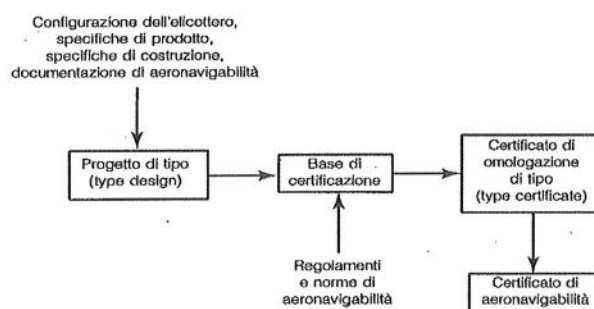 Configurazione dell'elicottero,
specifiche di prodotto,
specifiche di costruzione,
documentazione di aeronavigabilità
Progetto di tipo
(type design)
Base di
certificazione
Certificato di
omologazione
di tipo
(type certificate)
Regolamenti
e norme di
aeronavigabilità
Certificato di
aeronavigabilità